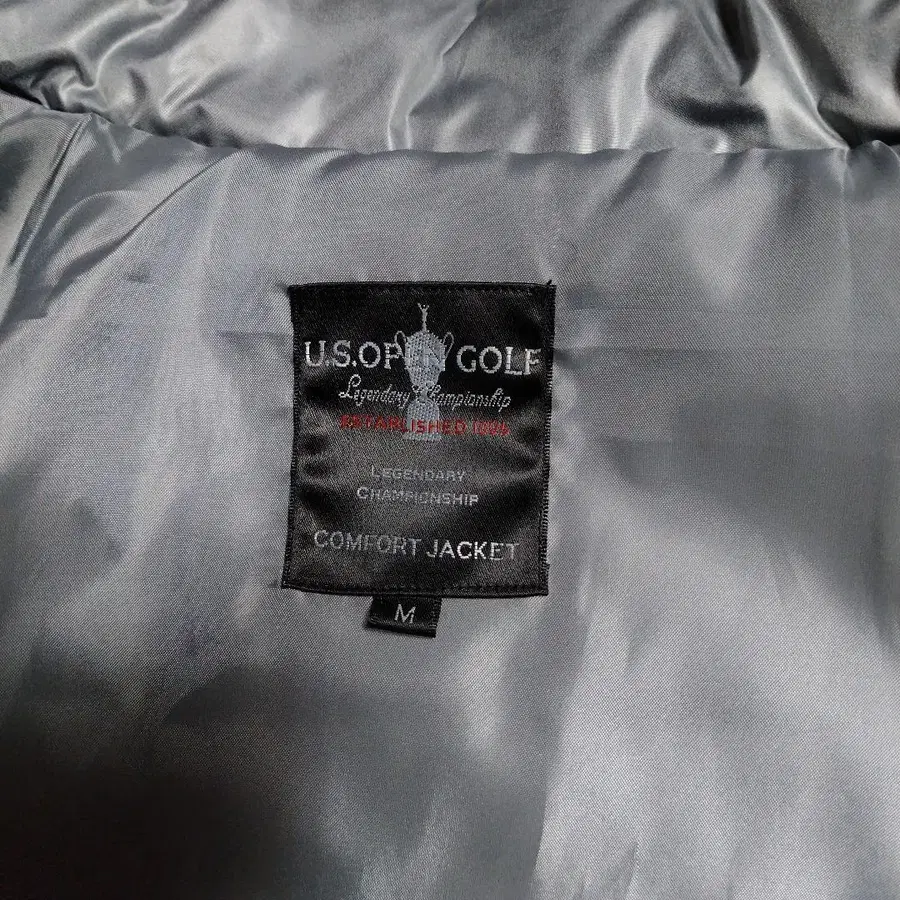 U.S.OPEN GOLF
Legendary Championship
ESTABLISHED 1895
LEGENDARY
CHAMPIONSHIP
COMFORT JACKET
M